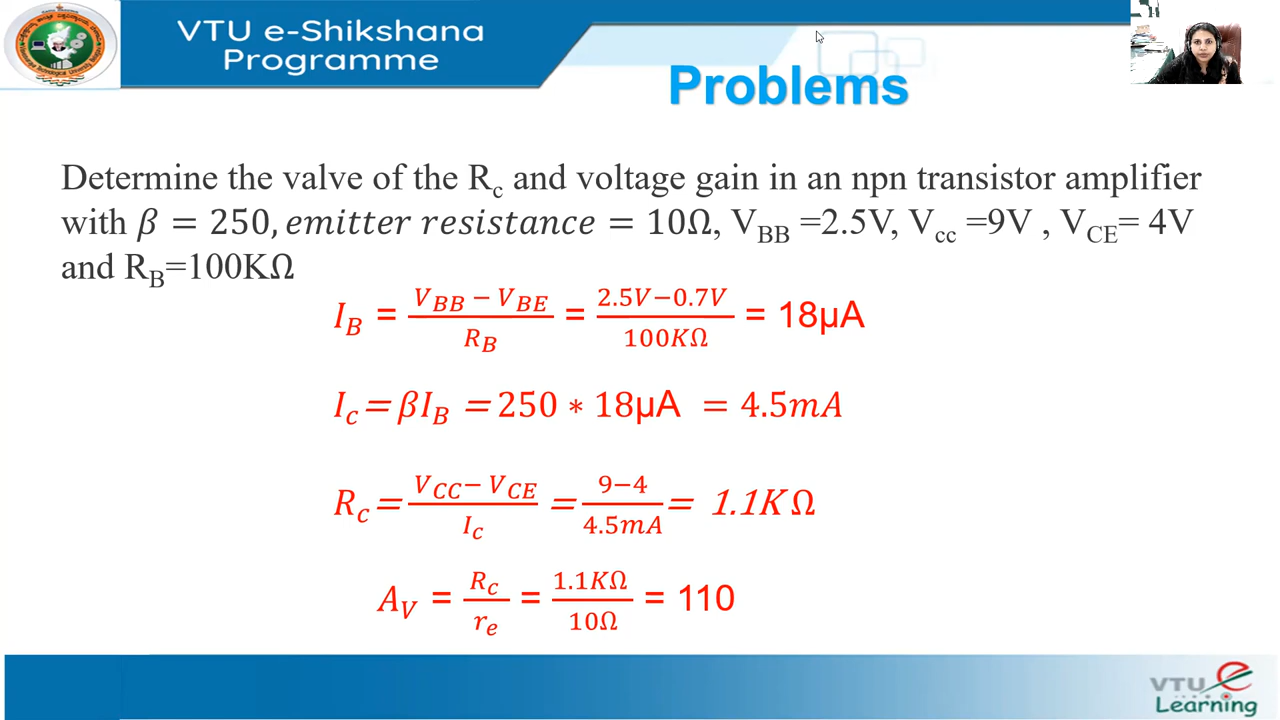 VTU e-Shikshana
Programme
Problems
Determine the valve of the R_c and voltage gain in an npn transistor amplifier
with β = 250, emitter resistance = 10Ω, V_BB =2.5V, V_cc =9V , V_CE= 4V
and R_B=100KΩ
I_B = (V_BB − V_BE)/R_B = (2.5V−0.7V)/100KΩ = 18μA
I_c = βI_B = 250 ∗ 18μA = 4.5mA
R_c = (V_CC − V_CE)/I_c = (9−4)/4.5mA = 1.1K Ω
A_V = R_c/r_e = 1.1KΩ/10Ω = 110
VTU e
Learning